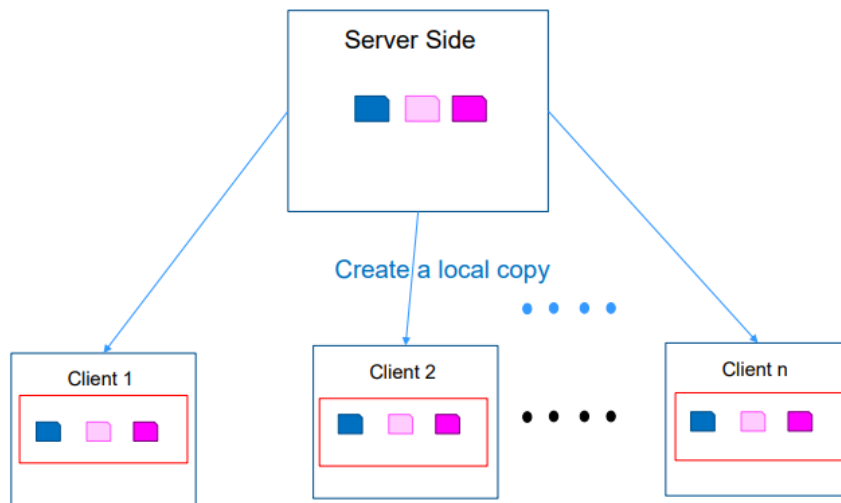 Server Side
Create a local copy
Client 1
Client 2
Client n